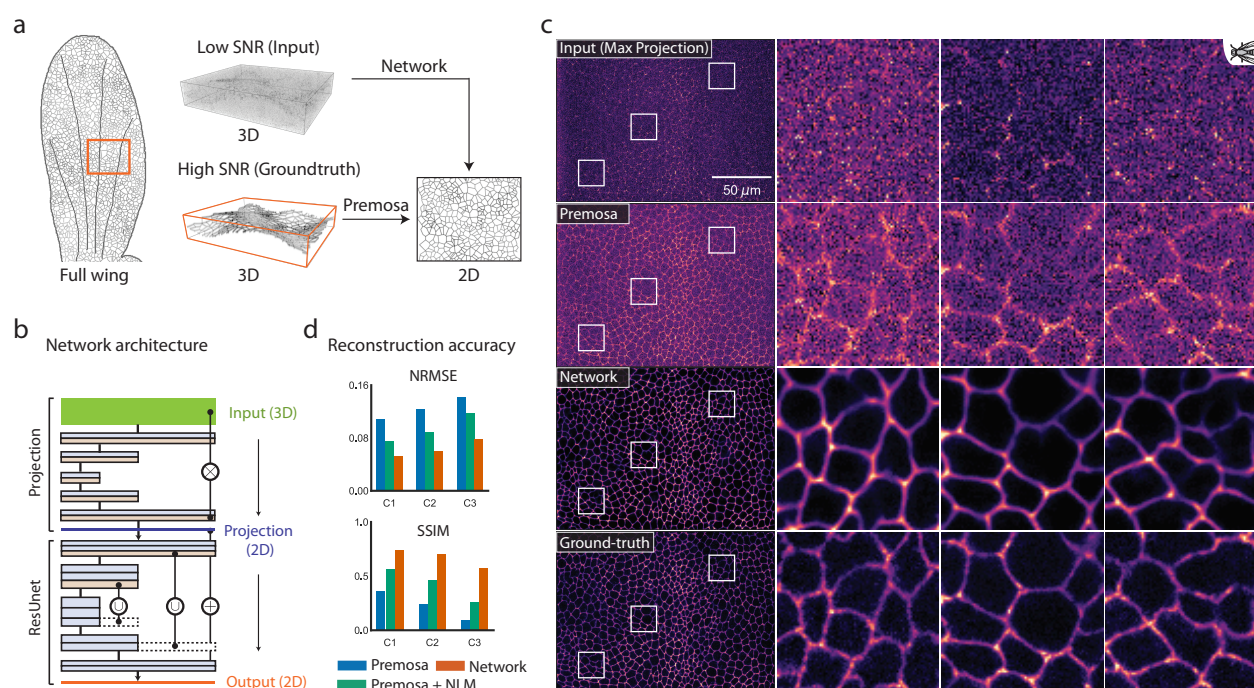 a
Low SNR (Input)
Network
3D
High SNR (Groundtruth)
Premosa
3D
2D
Full wing
b
Network architecture
Projection
Input (3D)
Projection
(2D)
ResUnet
U
U
Output (2D)
c
Input (Max Projection)
50 µm
Premosa
Network
Ground-truth
d
Reconstruction accuracy
NRMSE
0.16
0.08
0.00
C1 C2 C3
SSIM
1.0
0.5
0.0
C1 C2 C3
Premosa Network
Premosa + NLM